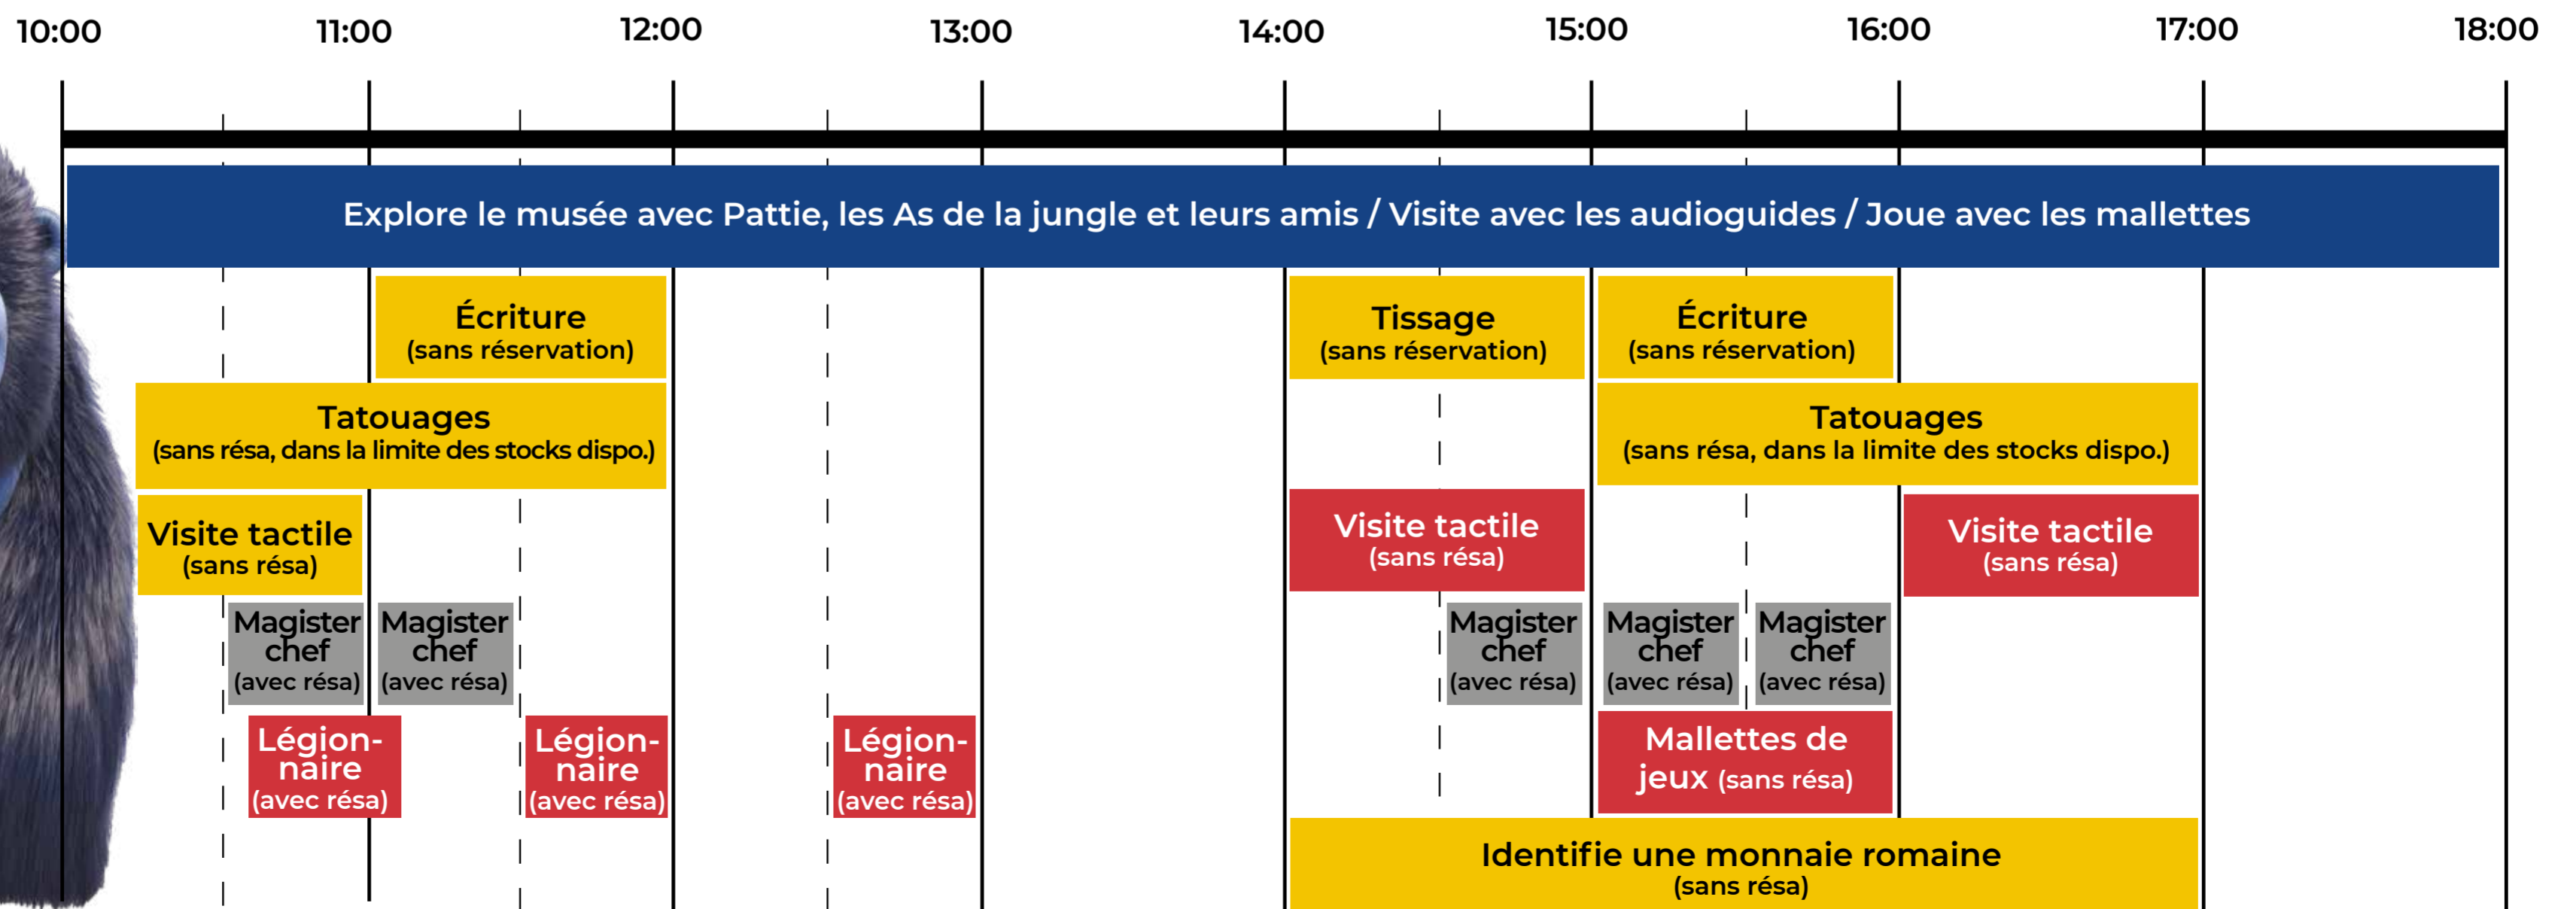 10:00 11:00 12:00 13:00 14:00 15:00 16:00 17:00 18:00
Explore le musée avec Pattie, les As de la jungle et leurs amis / Visite avec les audioguides / Joue avec les mallettes
Écriture
(sans réservation)
Tissage
(sans réservation)
Écriture
(sans réservation)
Tatouages
(sans résa, dans la limite des stocks dispo.)
Tatouages
(sans résa, dans la limite des stocks dispo.)
Visite tactile
(sans résa)
Visite tactile
(sans résa)
Visite tactile
(sans résa)
Magister
chef
(avec résa)
Magister
chef
(avec résa)
Magister
chef
(avec résa)
Magister
chef
(avec résa)
Magister
chef
(avec résa)
Légion-
naire
(avec résa)
Légion-
naire
(avec résa)
Légion-
naire
(avec résa)
Mallettes de
jeux (sans résa)
Identifie une monnaie romaine
(sans résa)